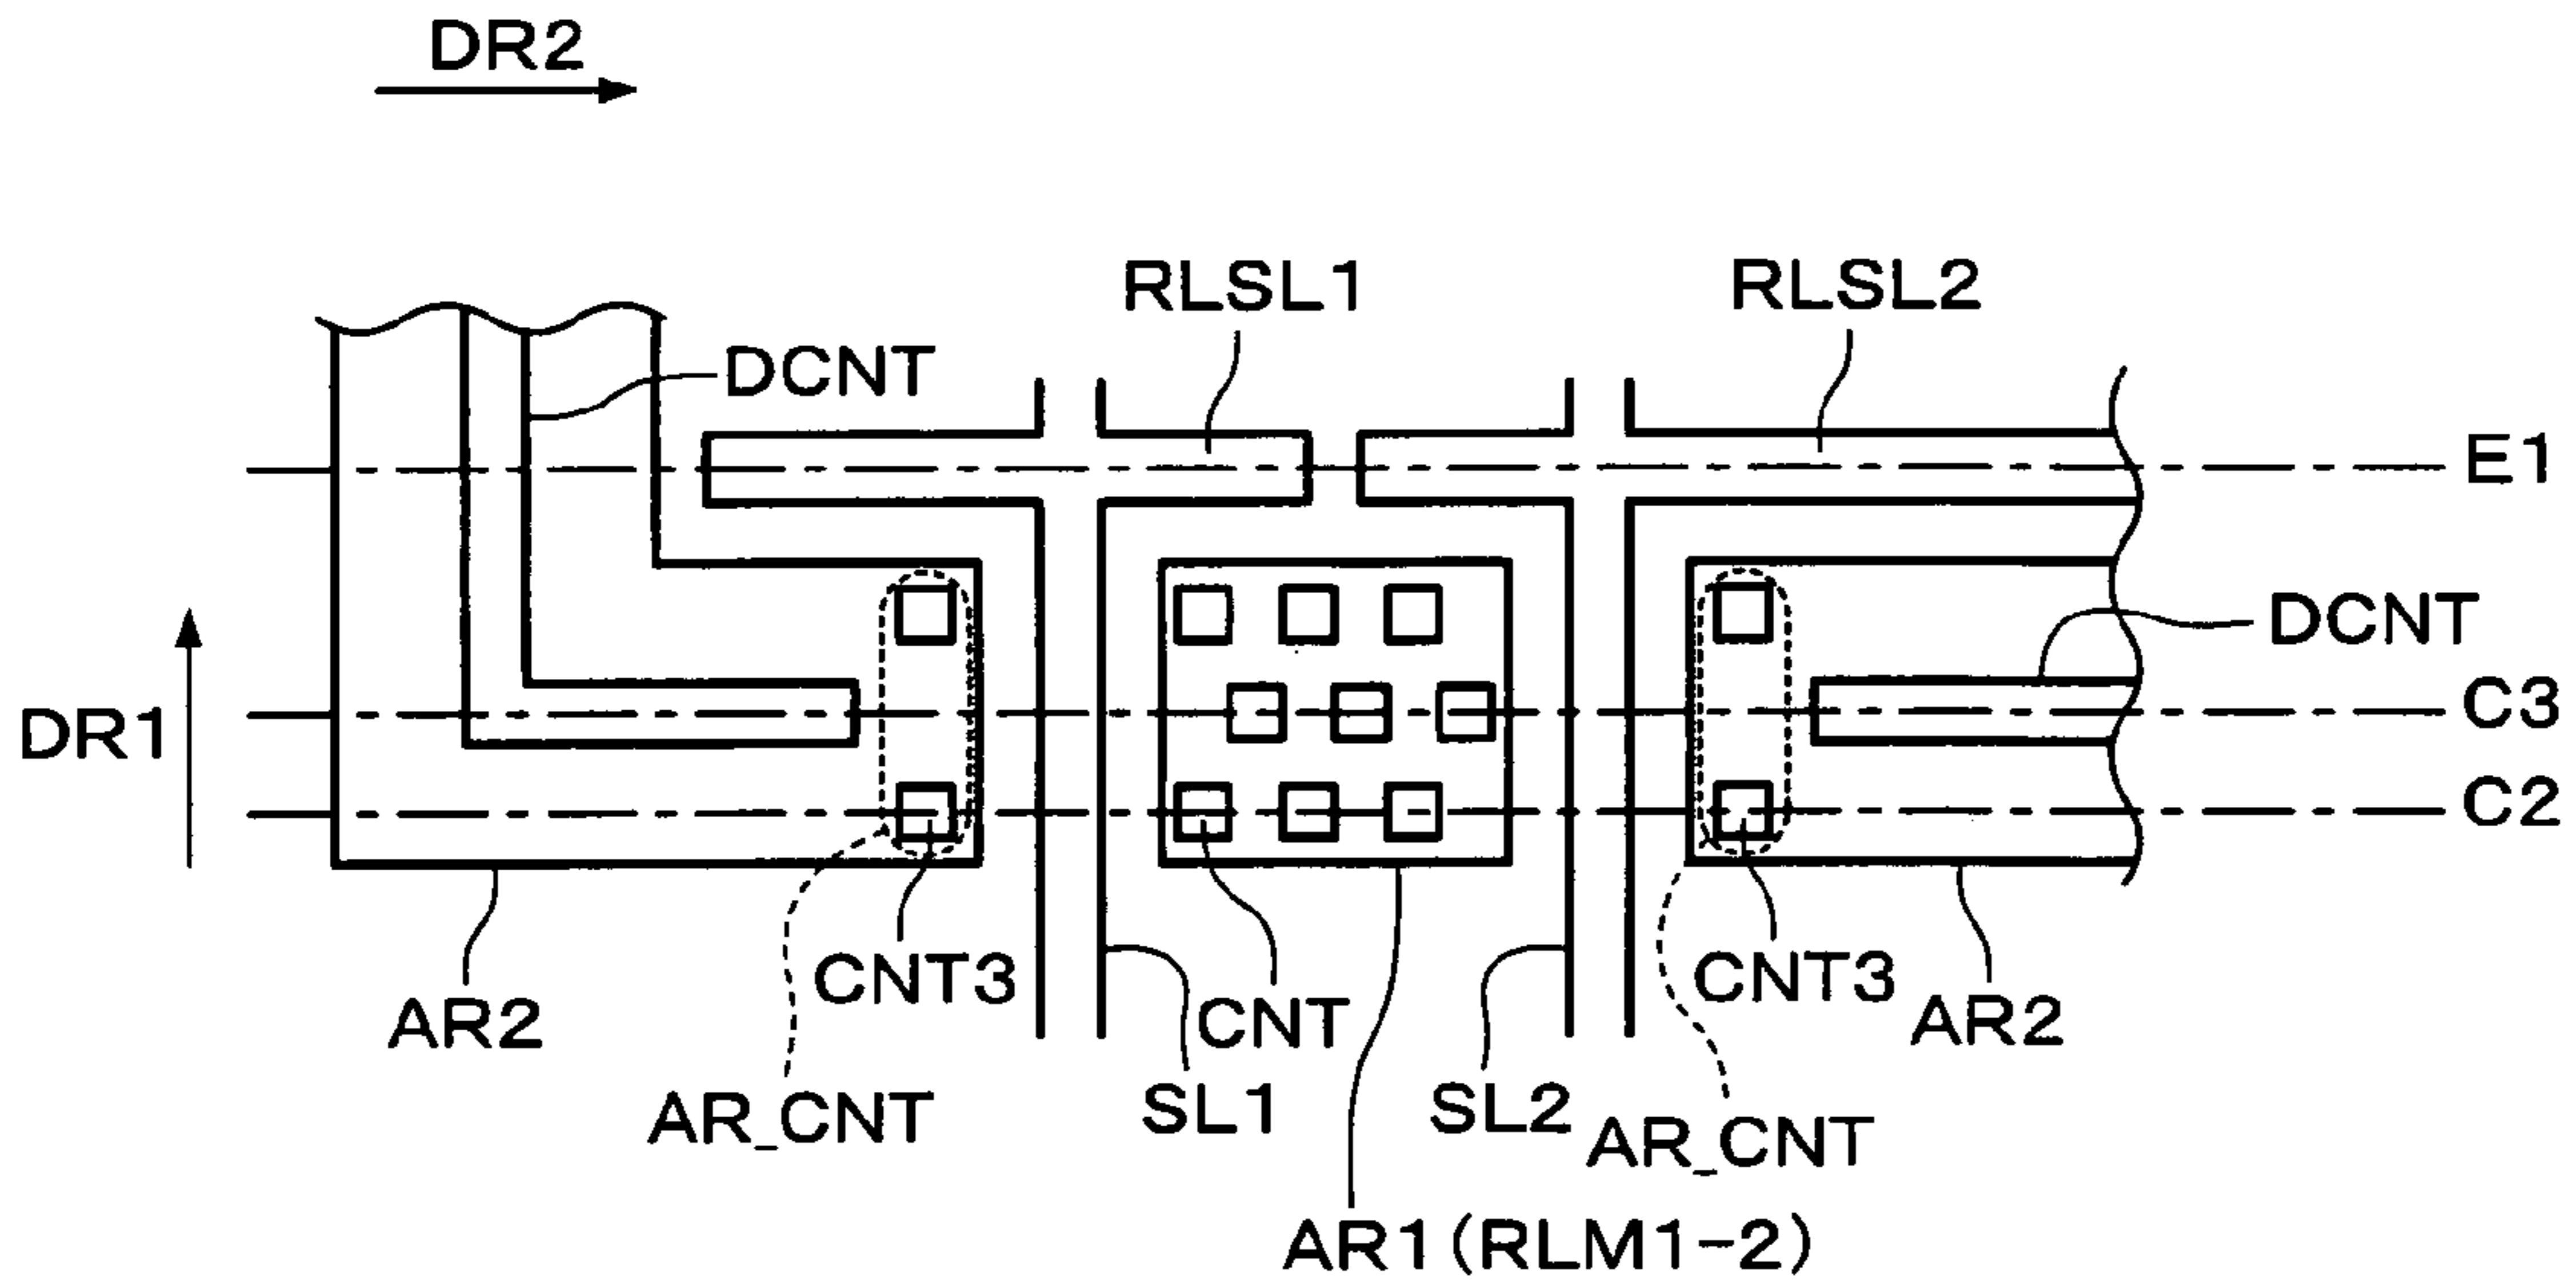 DR2
RLSL1
RLSL2
DCNT
E1
DCNT
C3
DR1
C2
CNT3
CNT3
AR2
CNT
AR2
AR_CNT
SL1
SL2
AR_CNT
AR1(RLM1-2)